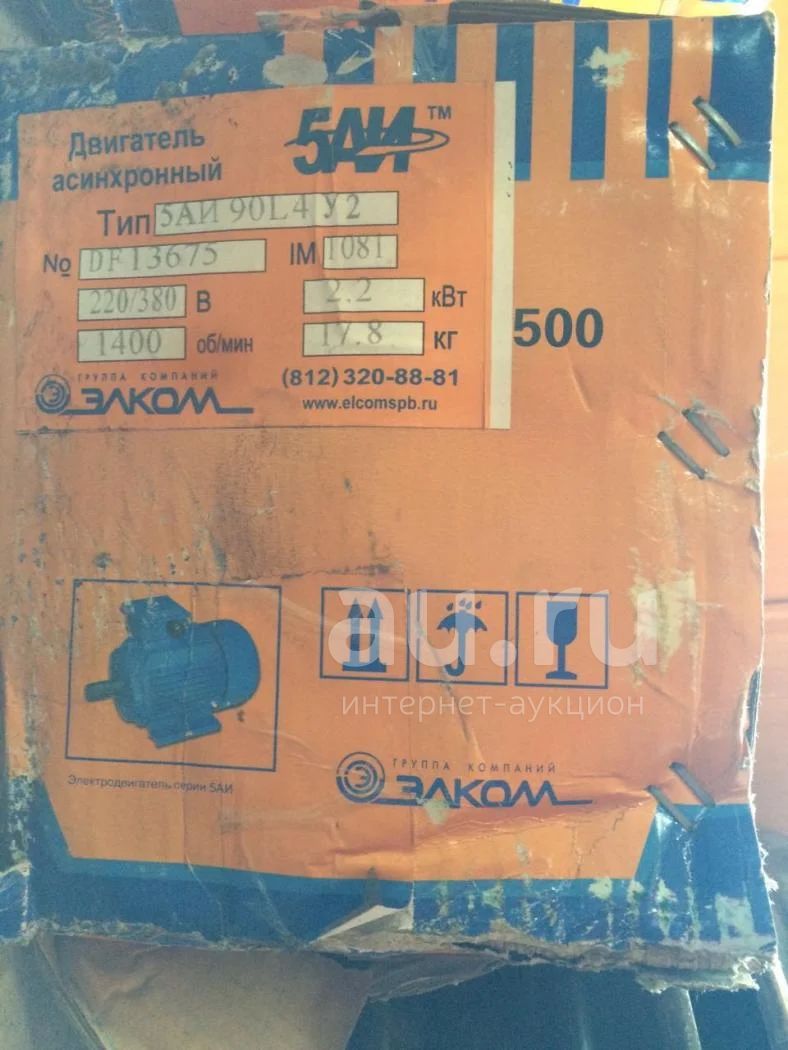 Двигатель
асинхронный
5АИ™
Тип 5АИ 90L4 У2
№ DF13675 IM 1081
220/380 В 2.2 кВт
1400 об/мин 17.8 кг
500
ГРУППА КОМПАНИЙ
ЭЛКОМ
(812) 320-88-81
www.elcomspb.ru
au.ru
интернет-аукцион
Электродвигатель серии 5АИ
ГРУППА КОМПАНИЙ
ЭЛКОМ